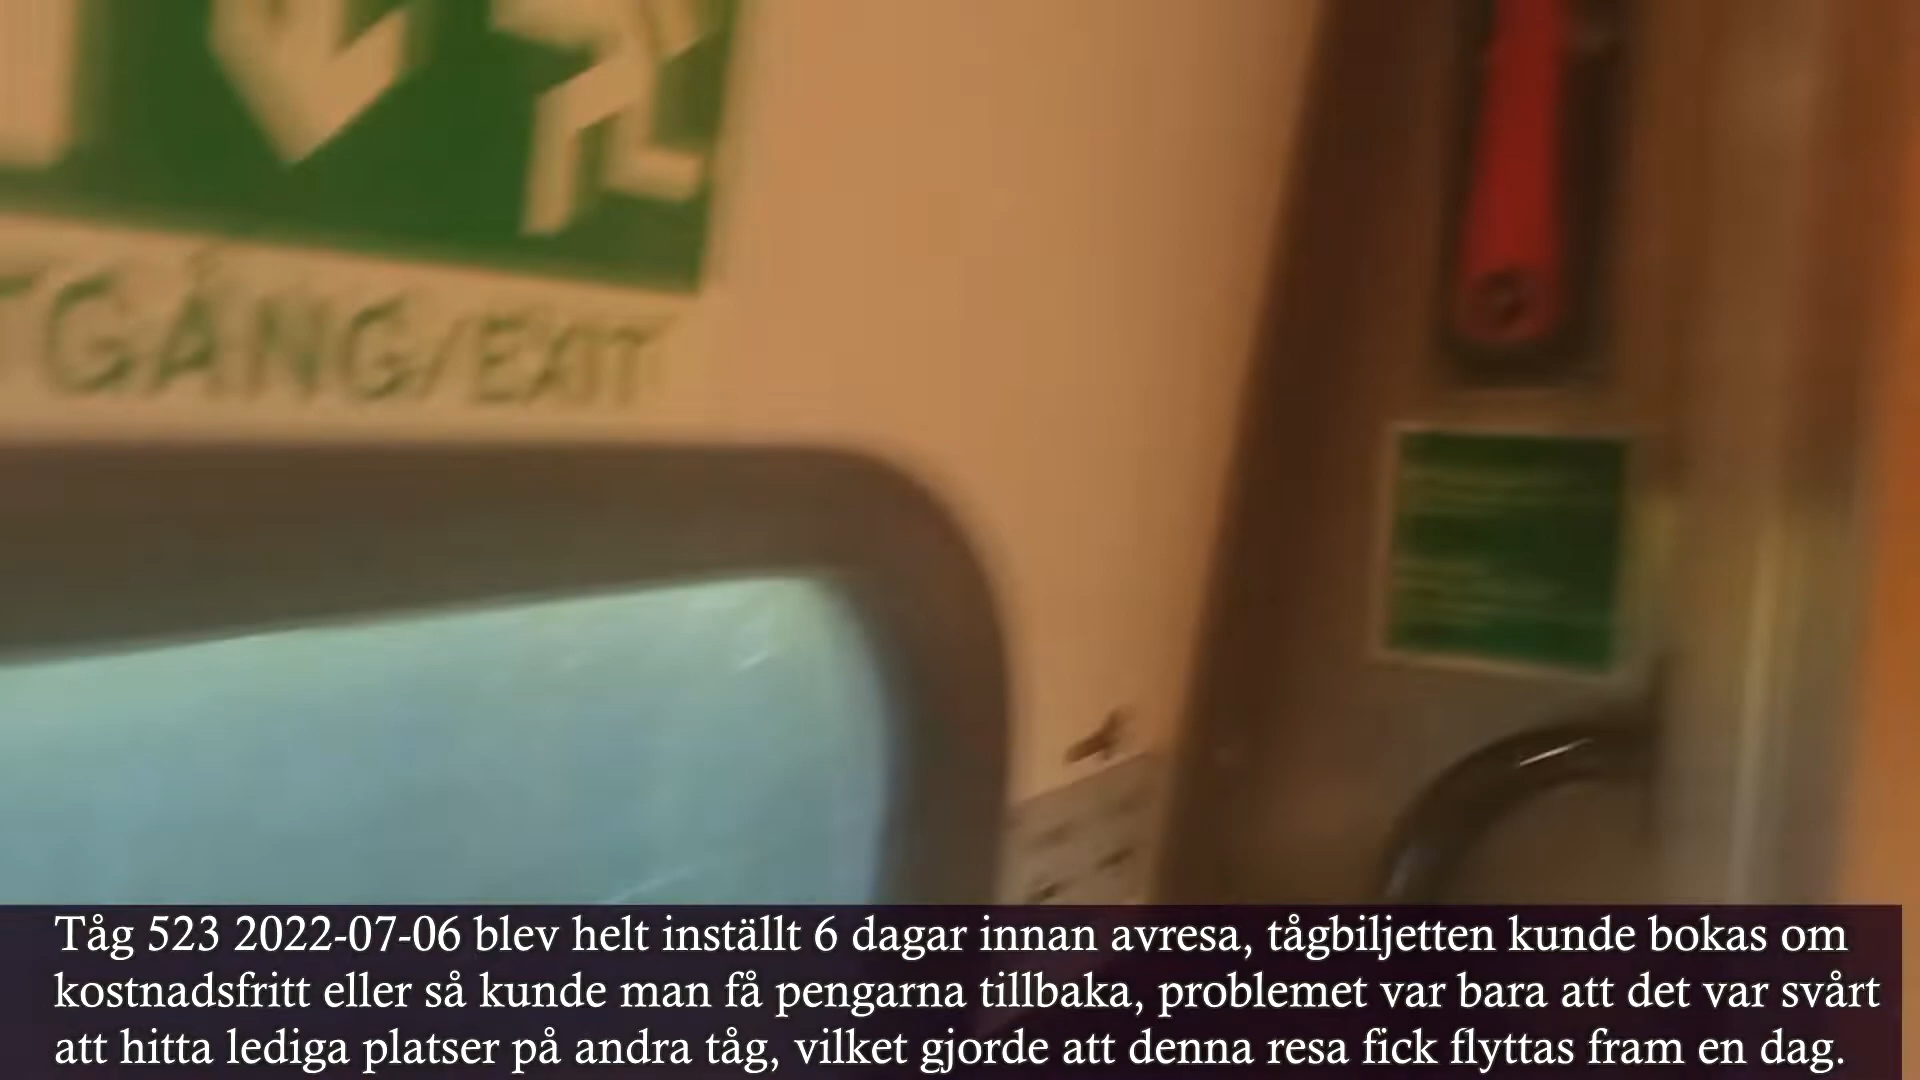 TGÅNG/EXIT
Tåg 523 2022-07-06 blev helt inställt 6 dagar innan avresa, tågbiljetten kunde bokas om
kostnadsfritt eller så kunde man få pengarna tillbaka, problemet var bara att det var svårt
att hitta lediga platser på andra tåg, vilket gjorde att denna resa fick flyttas fram en dag.